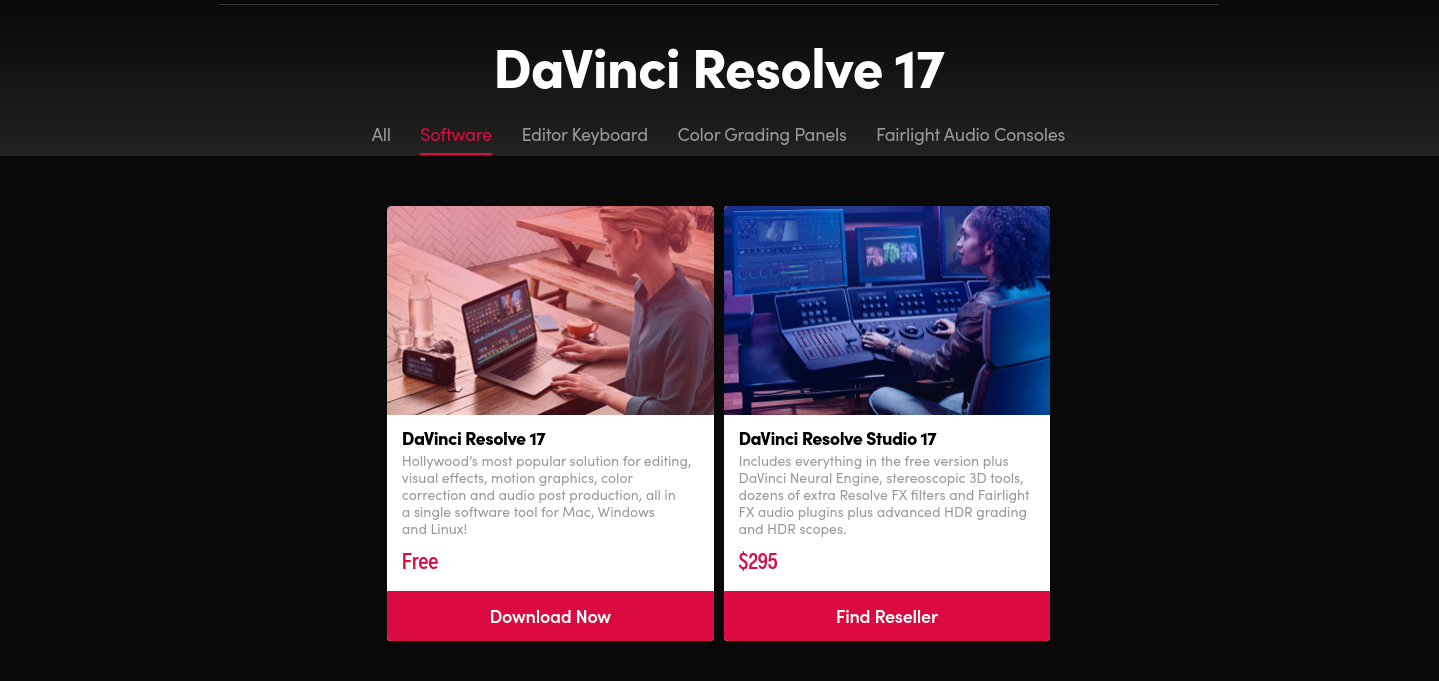 DaVinci Resolve 17
All Software Editor Keyboard Color Grading Panels Fairlight Audio Consoles
DaVinci Resolve 17
Hollywood’s most popular solution for editing,
visual effects, motion graphics, color
correction and audio post production, all in
a single software tool for Mac, Windows
and Linux!
Free
Download Now
DaVinci Resolve Studio 17
Includes everything in the free version plus
DaVinci Neural Engine, stereoscopic 3D tools,
dozens of extra Resolve FX filters and Fairlight
FX audio plugins plus advanced HDR grading
and HDR scopes.
$295
Find Reseller